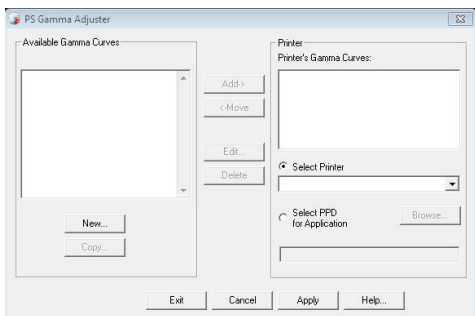 PS Gamma Adjuster
Available Gamma Curves
Add->
<-Move
Edit...
Delete
New...
Copy...
Printer
Printer's Gamma Curves:
Select Printer
Select PPD
for Application
Browse...
Exit
Cancel
Apply
Help...